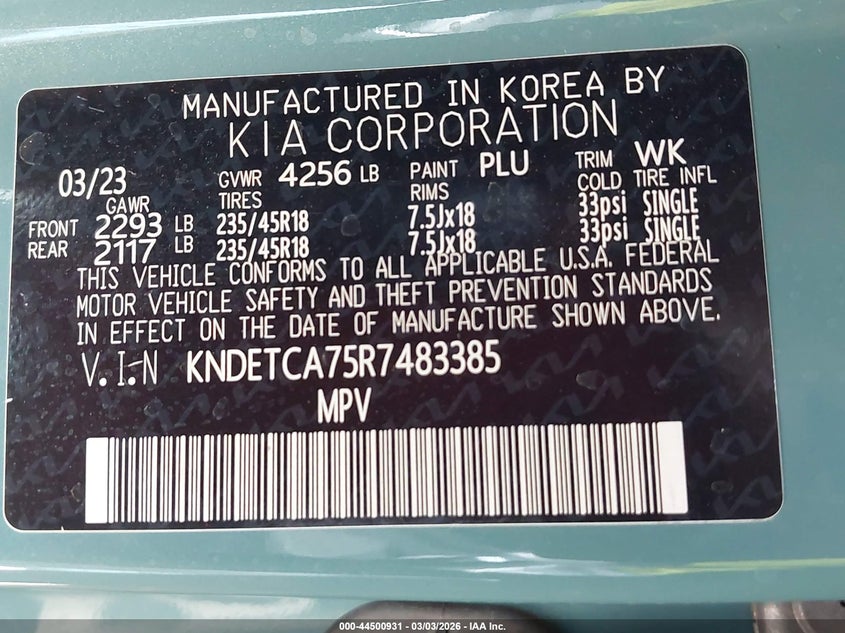 MANUFACTURED IN KOREA BY
KIA CORPORATION
03/23 GVWR 4256 LB PAINT PLU TRIM WK
GAWR TIRES RIMS COLD TIRE INFL
FRONT 2293 LB 235/45R18 7.5Jx18 33psi SINGLE
REAR 2117 LB 235/45R18 7.5Jx18 33psi SINGLE
THIS VEHICLE CONFORMS TO ALL APPLICABLE U.S.A. FEDERAL
MOTOR VEHICLE SAFETY AND THEFT PREVENTION STANDARDS
IN EFFECT ON THE DATE OF MANUFACTURE SHOWN ABOVE.
V.I.N KNDETCA75R7483385
MPV
000-44500931 - 03/03/2026 - IAA Inc.